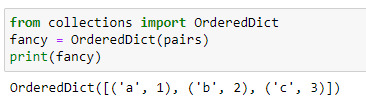 from collections import OrderedDict
fancy = OrderedDict(pairs)
print(fancy)
OrderedDict([('a', 1), ('b', 2), ('c', 3)])